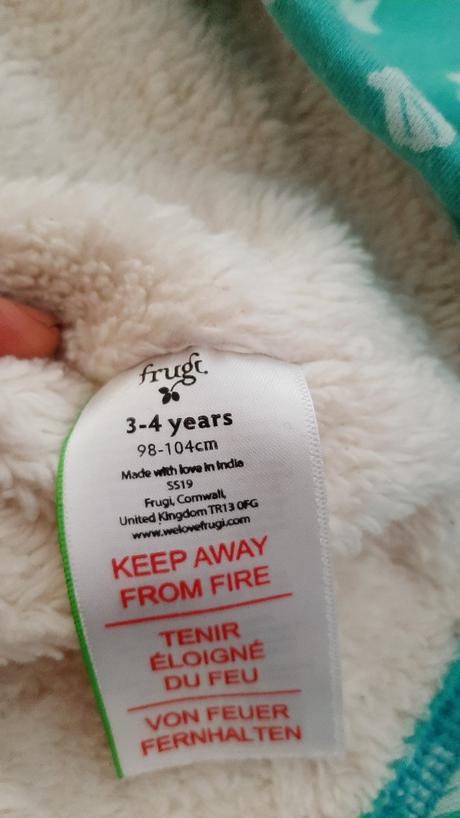 frugi
3-4 years
98-104cm
Made with love in India
SS19
Frugi, Cornwall,
United Kingdom TR13 0FG
www.welovefrugi.com
KEEP AWAY
FROM FIRE
TENIR
ÉLOIGNÉ
DU FEU
VON FEUER
FERNHALTEN